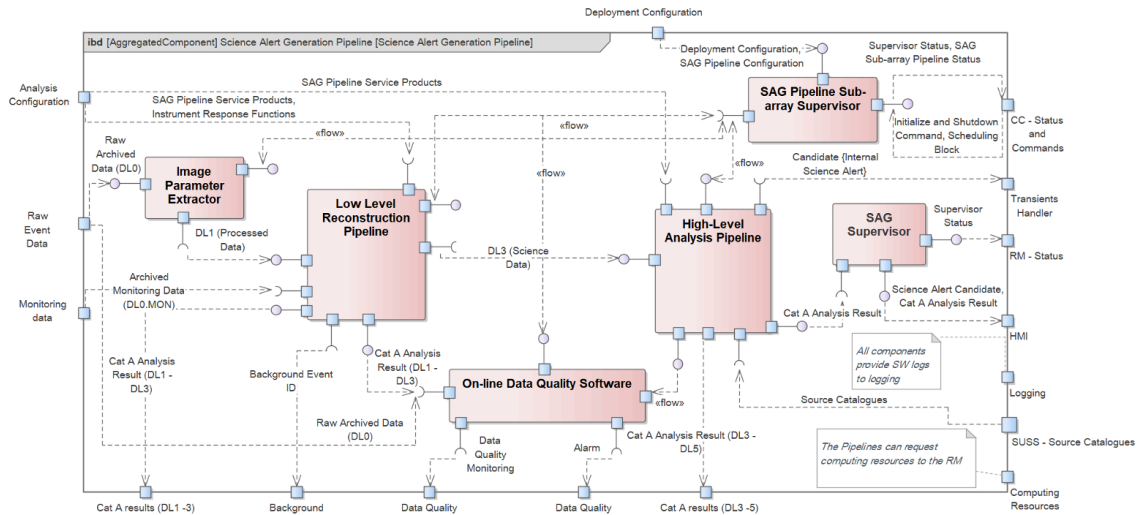 Deployment Configuration
ibd [AggregatedComponent] Science Alert Generation Pipeline [Science Alert Generation Pipeline]
Deployment Configuration,
SAG Pipeline Configuration
Supervisor Status, SAG
Sub-array Pipeline Status
Analysis
Configuration
SAG Pipeline Service Products
SAG Pipeline Service Products,
Instrument Response Functions
SAG Pipeline Sub-
array Supervisor
Initialize and Shutdown
Command, Scheduling
Block
CC - Status
and
Commands
«flow»
«flow»
«flow»
«flow»
Raw
Archived
Data (DL0)
Image
Parameter
Extractor
Candidate {Internal
Science Alert}
Transients
Handler
Raw
Event
Data
Low Level
Reconstruction
Pipeline
High-Level
Analysis Pipeline
SAG
Supervisor
Supervisor
Status
RM - Status
DL1 (Processed
Data)
DL3 (Science
Data)
Archived
Monitoring Data
(DL0.MON)
Monitoring
data
Science Alert Candidate,
Cat A Analysis Result
Cat A Analysis Result
HMI
Cat A Analysis
Result (DL1 -
DL3)
Background Event
ID
Cat A Analysis
Result (DL1 -
DL3)
On-line Data Quality Software
«flow»
All components
provide SW logs
to logging
Logging
Source Catalogues
SUSS - Source Catalogues
Raw Archived Data
(DL0)
Data
Quality
Monitoring
Alarm
Cat A Analysis Result (DL3 -
DL5)
The Pipelines can request
computing resources to the RM
Computing
Resources
Cat A results (DL1 -3)
Background
Data Quality
Data Quality
Cat A results (DL3 -5)